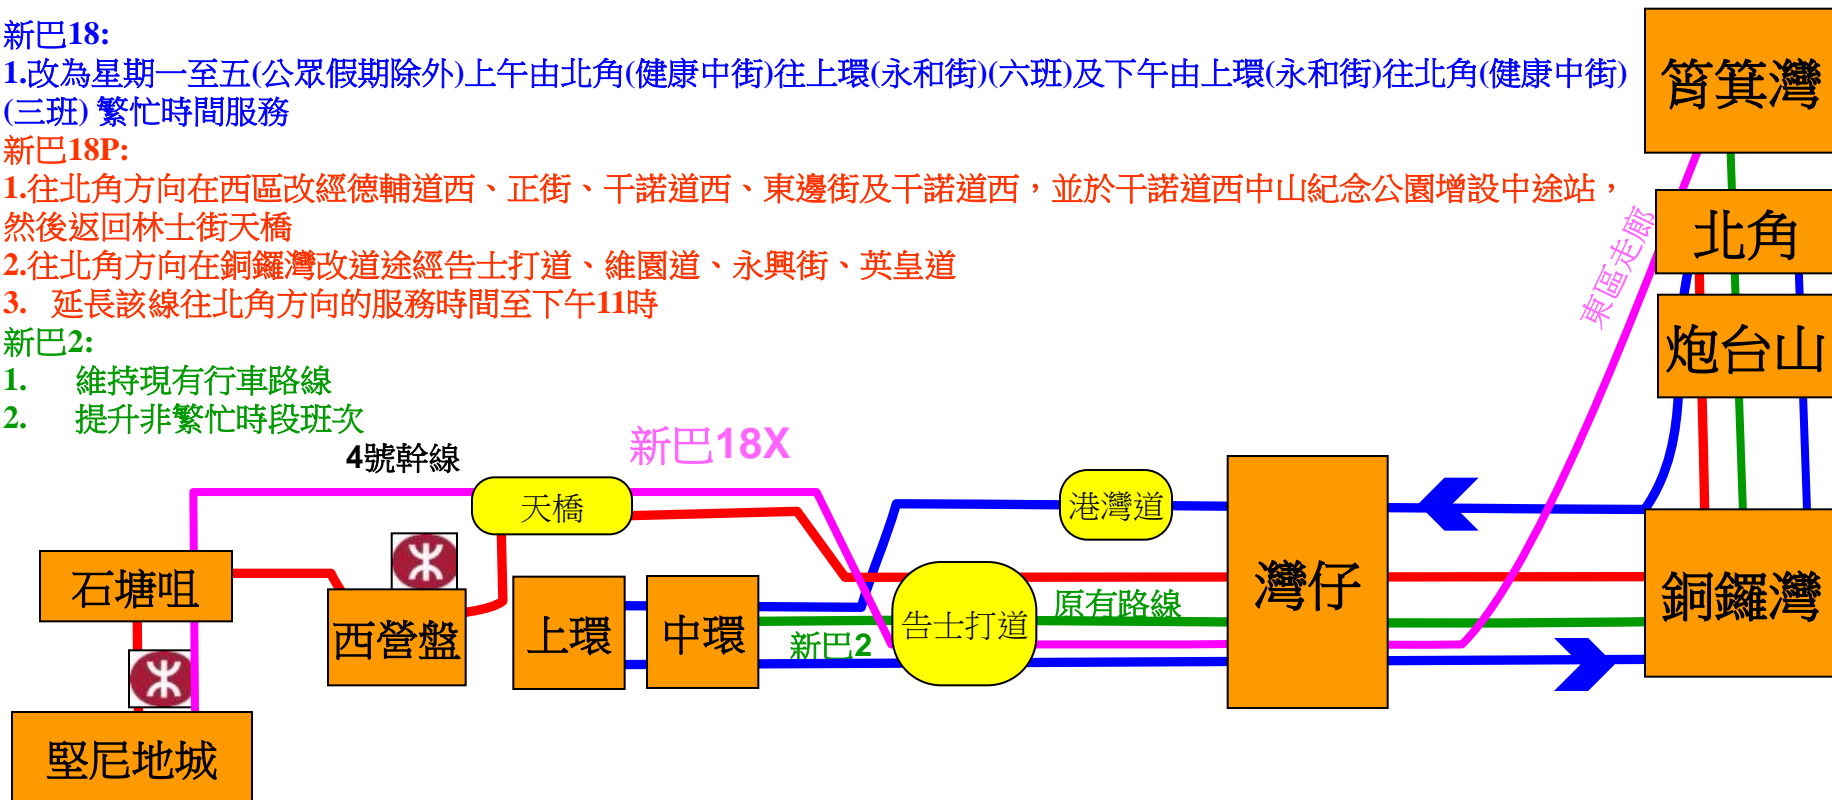 新巴18:
1.改為星期一至五(公眾假期除外)上午由北角(健康中街)往上環(永和街)(六班)及下午由上環(永和街)往北角(健康中街)
(三班) 繁忙時間服務
新巴18P:
1.往北角方向在西區改經德輔道西、正街、干諾道西、東邊街及干諾道西，並於干諾道西中山紀念公園增設中途站，
然後返回林士街天橋
2.往北角方向在銅鑼灣改道途經告士打道、維園道、永興街、英皇道
3. 延長該線往北角方向的服務時間至下午11時
新巴2:
1. 維持現有行車路線
2. 提升非繁忙時段班次
筲箕灣
北角
東區走廊
炮台山
4號幹線
新巴18X
天橋
港灣道
石塘咀
西營盤
上環
中環
新巴2
告士打道
原有路線
灣仔
銅鑼灣
堅尼地城